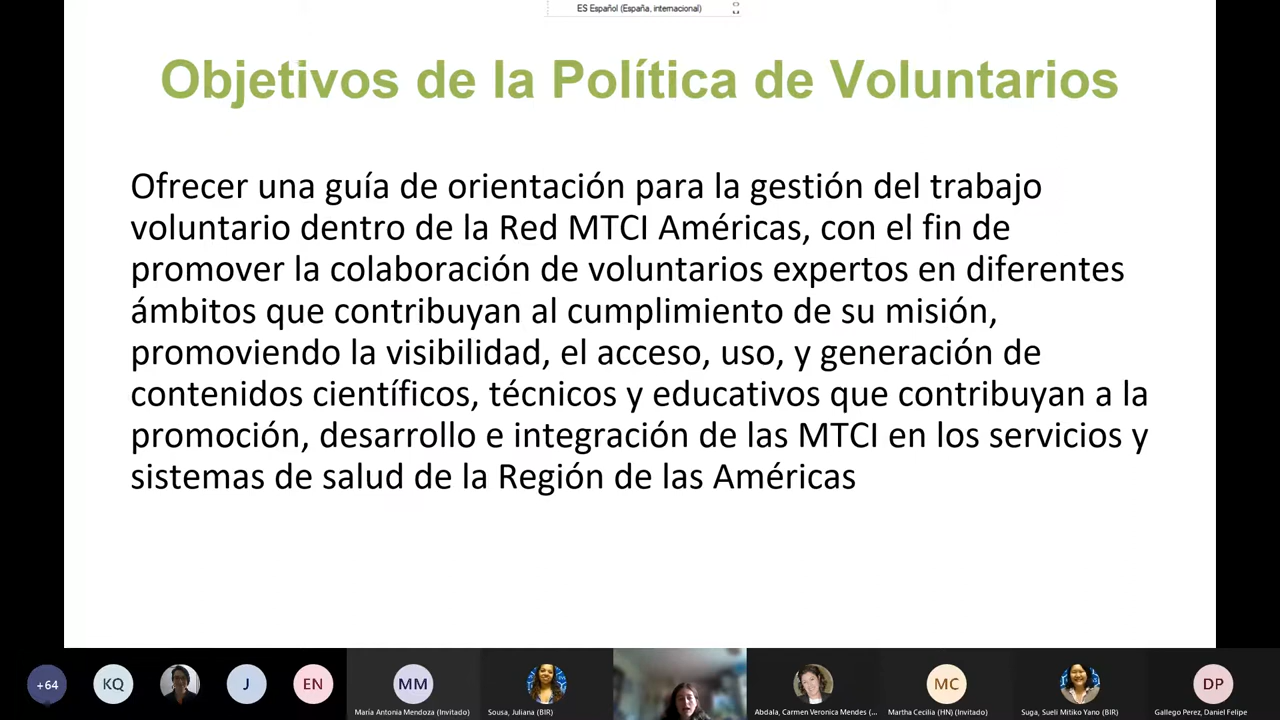 ES Español (España, internacional)
Objetivos de la Política de Voluntarios
Ofrecer una guía de orientación para la gestión del trabajo
voluntario dentro de la Red MTCI Américas, con el fin de
promover la colaboración de voluntarios expertos en diferentes
ámbitos que contribuyan al cumplimiento de su misión,
promoviendo la visibilidad, el acceso, uso, y generación de
contenidos científicos, técnicos y educativos que contribuyan a la
promoción, desarrollo e integración de las MTCI en los servicios y
sistemas de salud de la Región de las Américas
+64
KQ
J
EN
MM
MC
DP
María Antonia Mendoza (Invitado)
Sousa, Juliana (BIR)
Abdala, Carmen Veronica Mendes (...
Martha Cecilia (HN) (Invitado)
Suga, Sueli Mitiko Yano (BIR)
Gallego Perez, Daniel Felipe